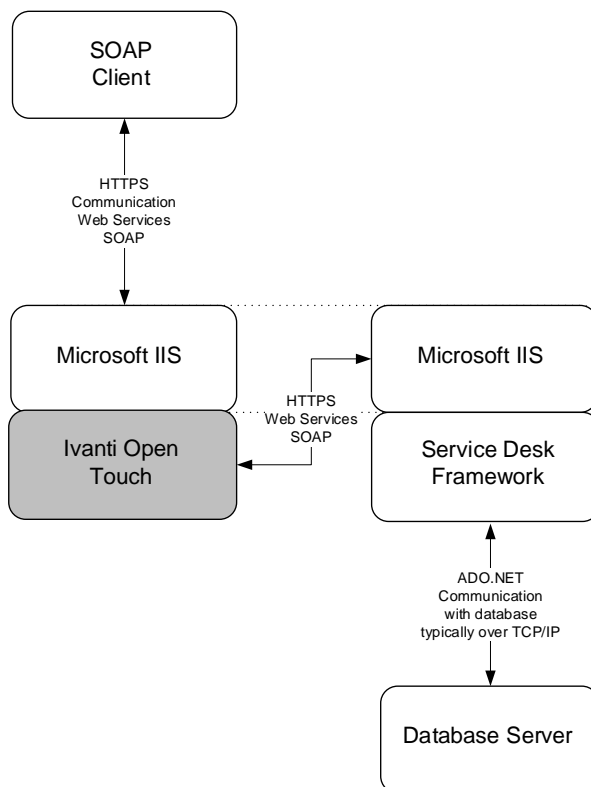 SOAP
Client
HTTPS
Communication
Web Services
SOAP
Microsoft IIS
Microsoft IIS
HTTPS
Web Services
SOAP
Ivanti Open
Touch
Service Desk
Framework
ADO.NET
Communication
with database
typically over TCP/IP
Database Server